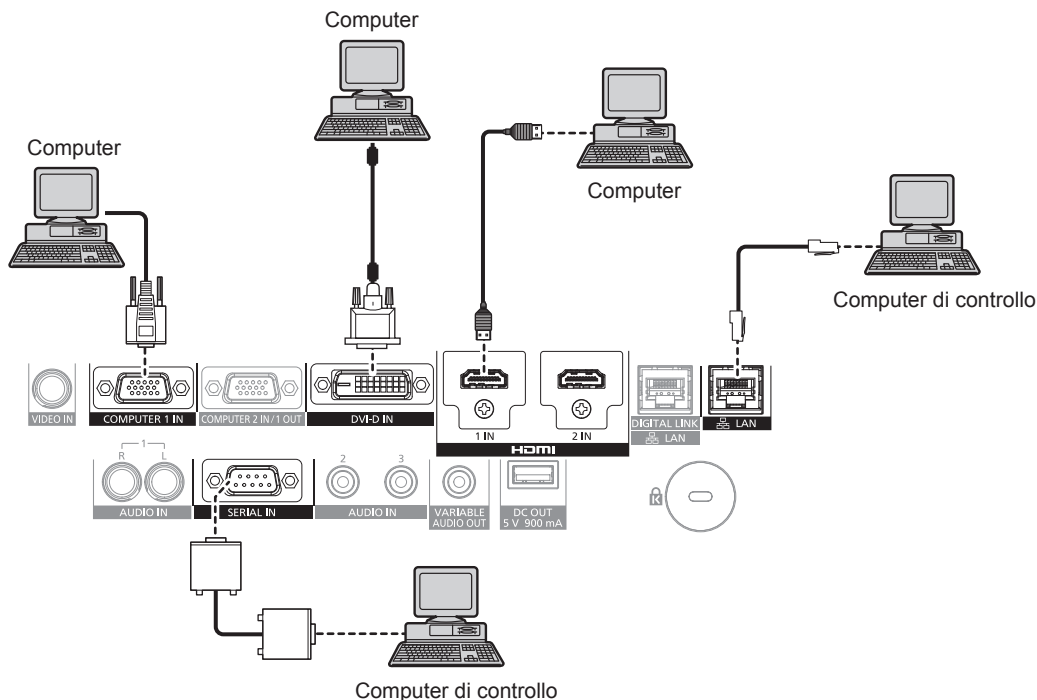 Computer
Computer
Computer
Computer di controllo
VIDEO IN
COMPUTER 1 IN
COMPUTER 2 IN/1 OUT
DVI-D IN
1 IN
2 IN
HDMI
DIGITAL LINK
LAN
LAN
1
R
L
AUDIO IN
SERIAL IN
2
3
AUDIO IN
VARIABLE
AUDIO OUT
DC OUT
5 V 900 mA
K
Computer di controllo